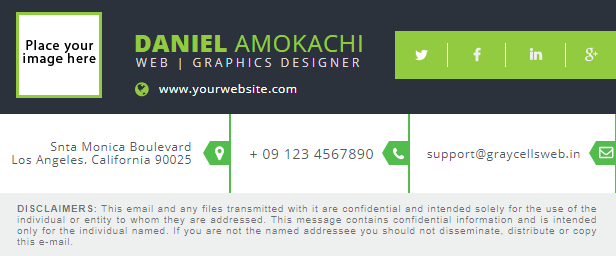 Place your
image here
DANIEL AMOKACHI
WEB | GRAPHICS DESIGNER
www.yourwebsite.com
Snta Monica Boulevard
Los Angeles. California 90025
+ 09 123 4567890
support@graycellsweb.in
DISCLAIMERS: This email and any files transmitted with it are confidential and intended solely for the use of the
individual or entity to whom they are addressed. This message contains confidential information and is intended
only for the individual named. If you are not the named addressee you should not disseminate, distribute or copy
this e-mail.